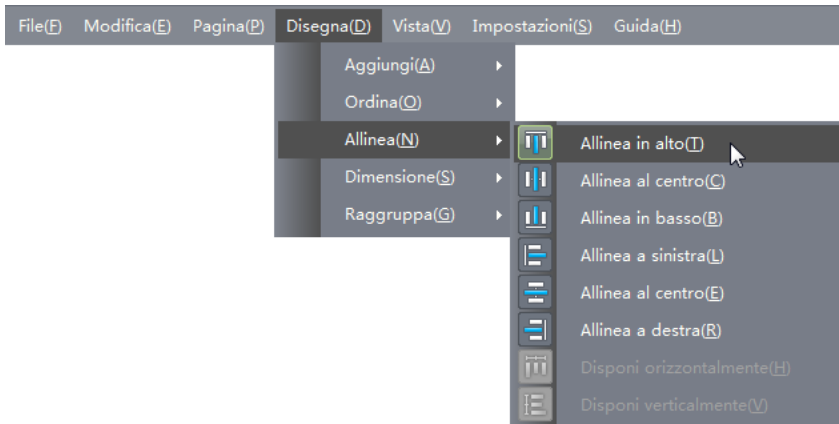 File(F) Modifica(E) Pagina(P) Disegna(D) Vista(V) Impostazioni(S) Guida(H)
Aggiungi(A)
Ordina(O)
Allinea(N)
Dimensione(S)
Raggruppa(G)
Allinea in alto(T)
Allinea al centro(C)
Allinea in basso(B)
Allinea a sinistra(L)
Allinea al centro(E)
Allinea a destra(R)
Disponi orizzontalmente(H)
Disponi verticalmente(V)